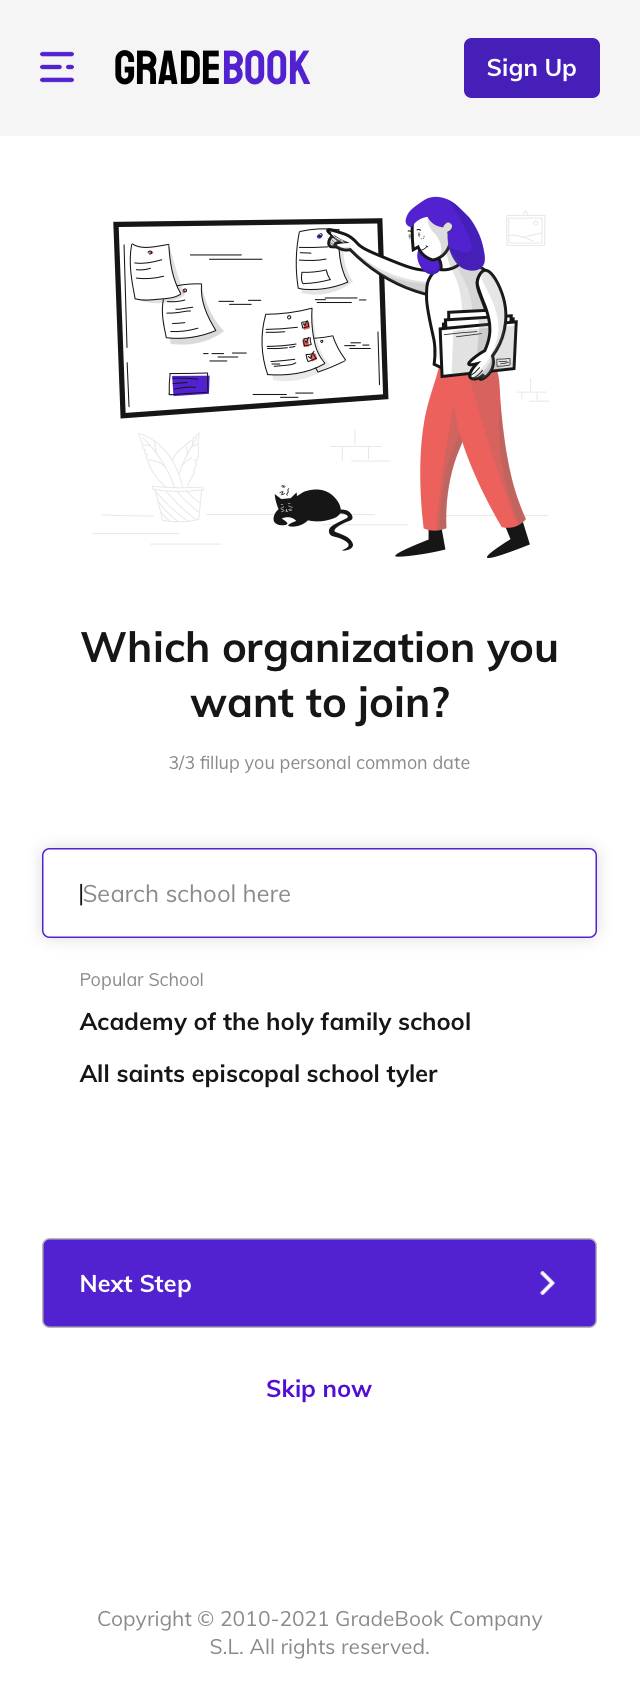 GRADEBOOK
Sign Up
Which organization you
want to join?
3/3 fillup you personal common date
Search school here
Popular School
Academy of the holy family school
All saints episcopal school tyler
Next Step
Skip now
Copyright © 2010-2021 GradeBook Company
S.L. All rights reserved.